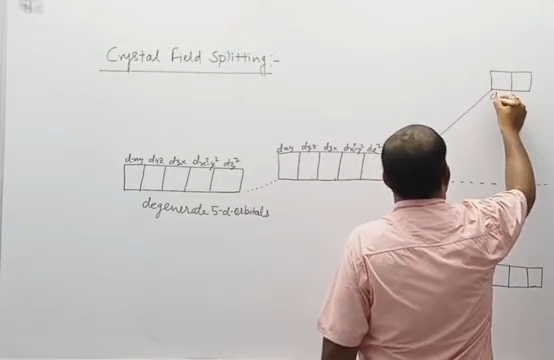 Crystal Field Splitting:-
dxy dyz dzx dx²-y² dz²
dxy dyz dzx dx²-y² dz²
degenerate 5-d-orbitals